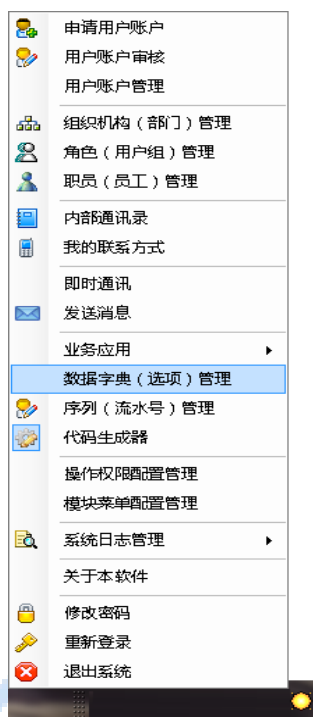 申请用户账户
用户账户审核
用户账户管理
组织机构（部门）管理
角色（用户组）管理
职员（员工）管理
内部通讯录
我的联系方式
即时通讯
发送消息
业务应用
数据字典（选项）管理
序列（流水号）管理
代码生成器
操作权限配置管理
模块菜单配置管理
系统日志管理
关于本软件
修改密码
重新登录
退出系统